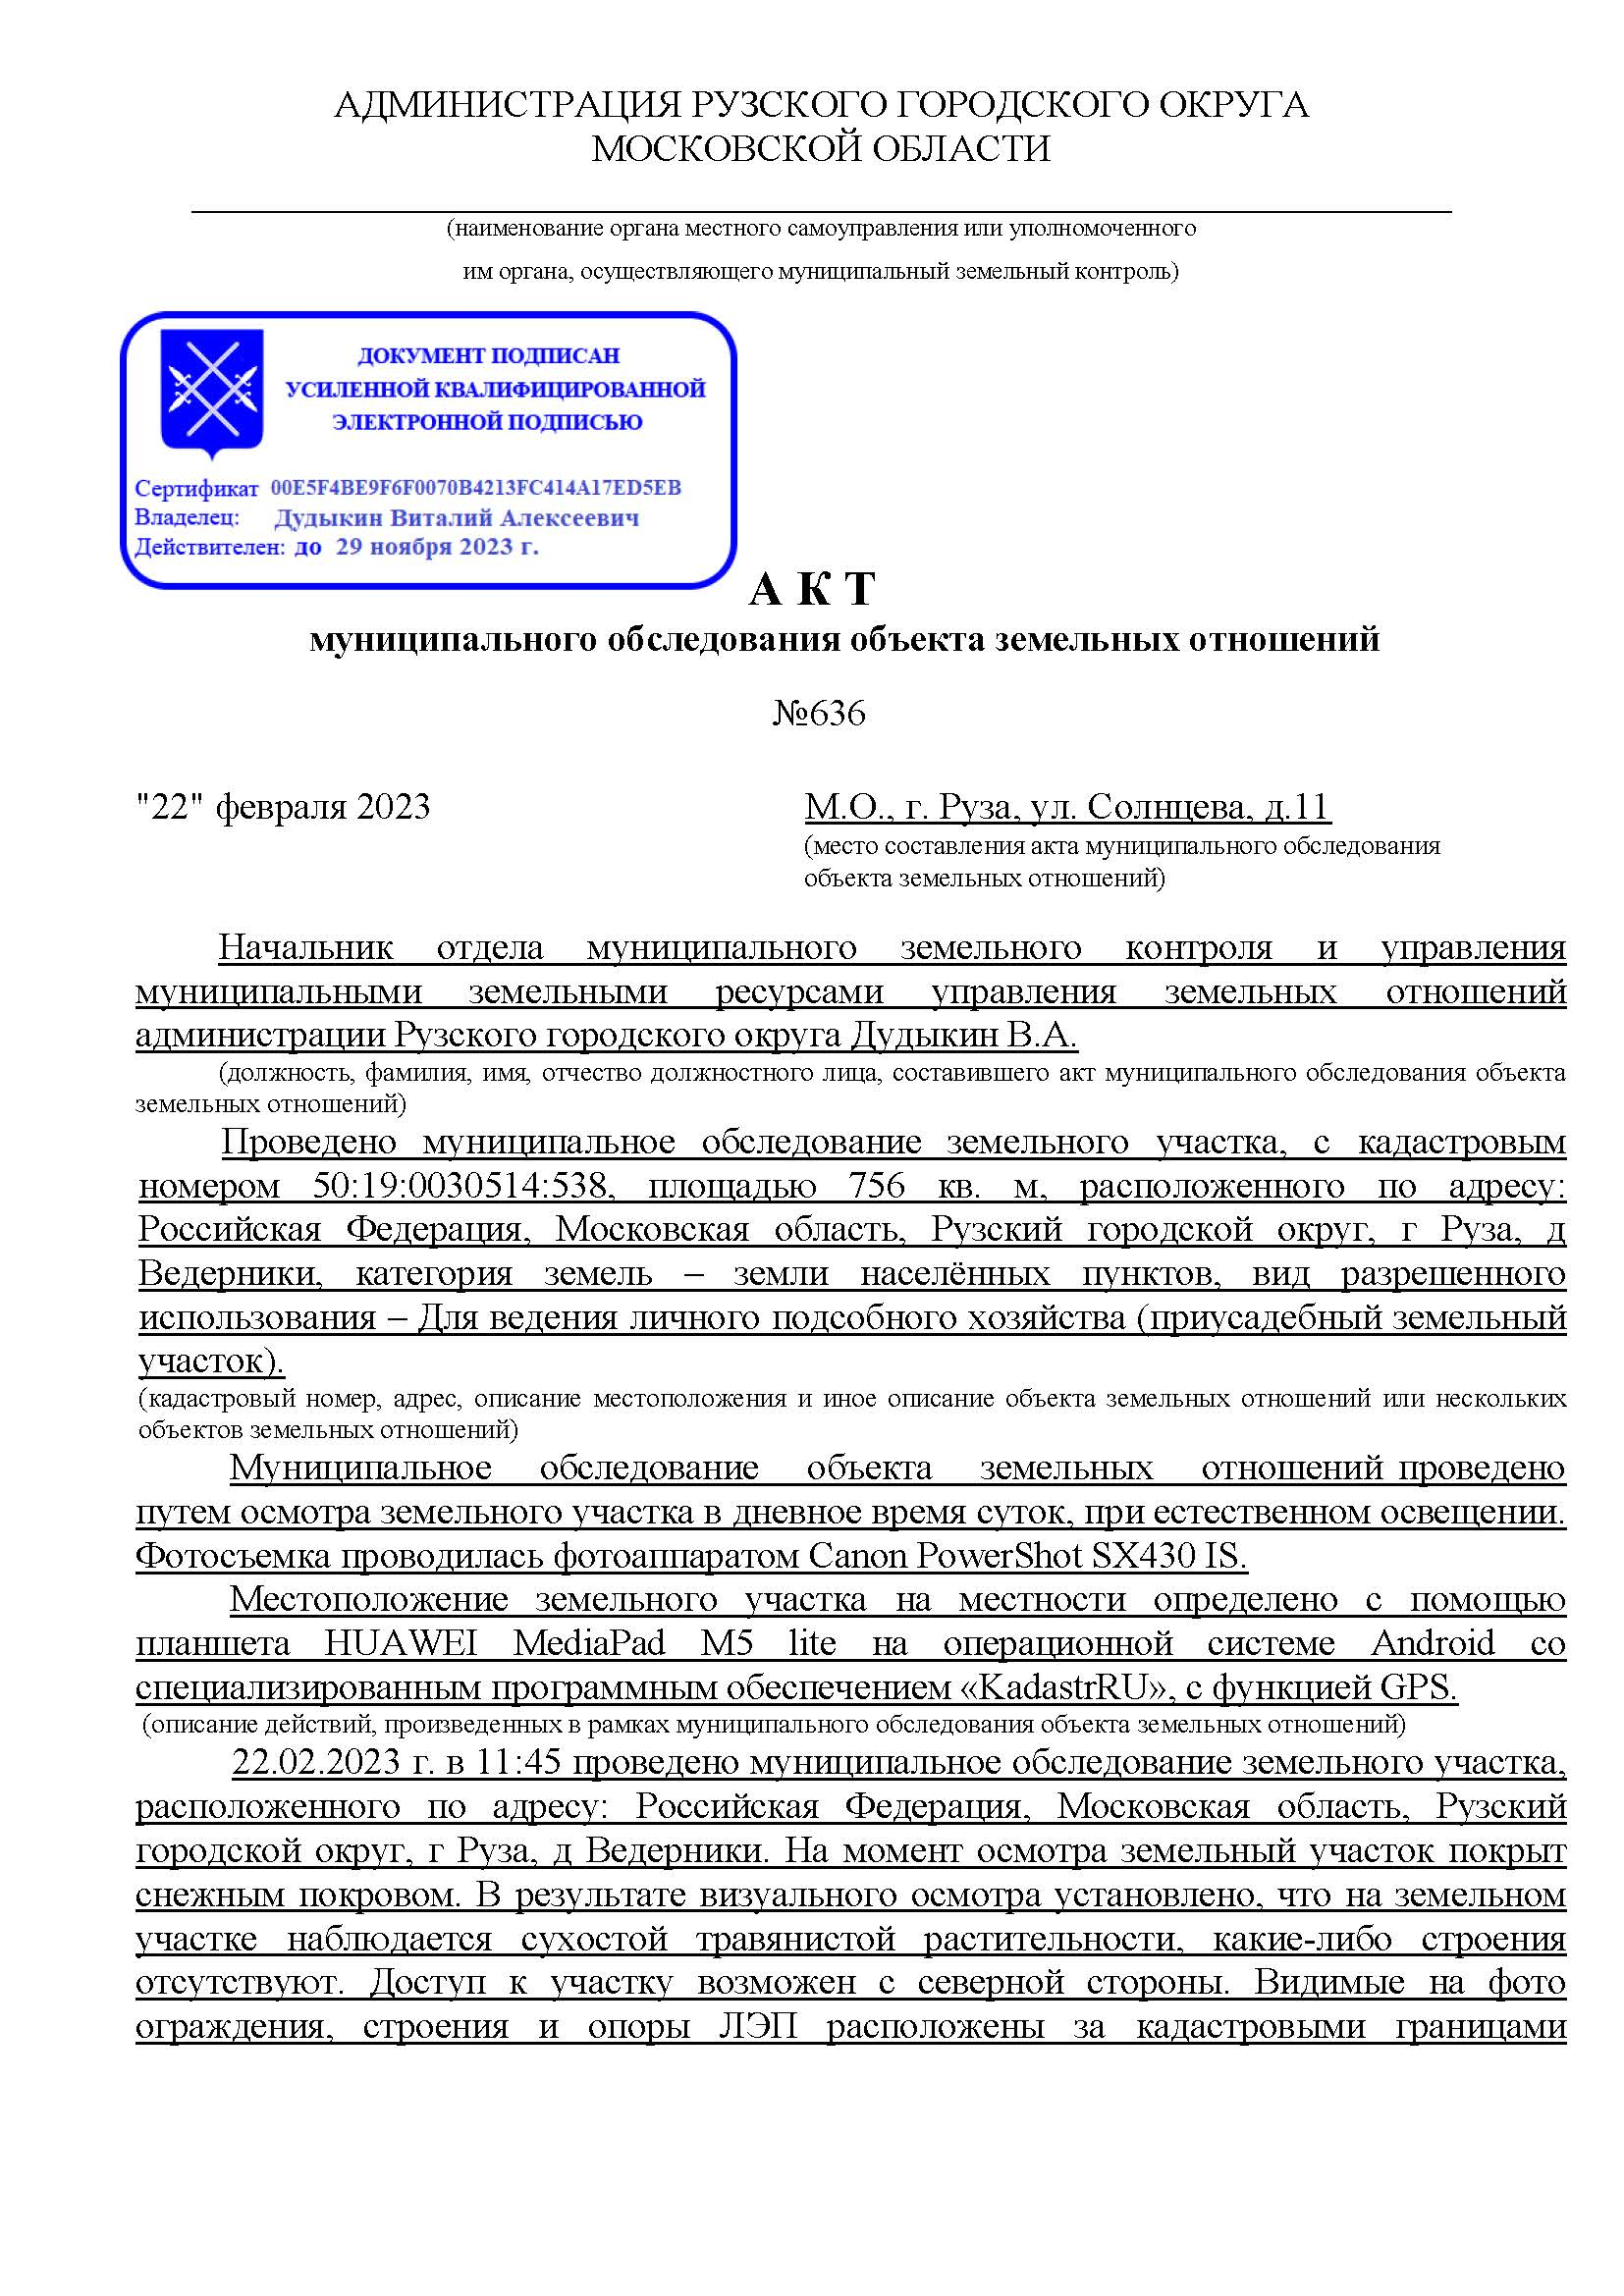 АДМИНИСТРАЦИЯ РУЗСКОГО ГОРОДСКОГО ОКРУГА
МОСКОВСКОЙ ОБЛАСТИ
(наименование органа местного самоуправления или уполномоченного
им органа, осуществляющего муниципальный земельный контроль)
ДОКУМЕНТ ПОДПИСАН
УСИЛЕННОЙ КВАЛИФИЦИРОВАННОЙ
ЭЛЕКТРОННОЙ ПОДПИСЬЮ
Сертификат 00E5F4BE9F6F0070B4213FC414A17ED5EB
Владелец: Дудыкин Виталий Алексеевич
Действителен: до 29 ноября 2023 г.
А К Т
муниципального обследования объекта земельных отношений
№636
"22" февраля 2023 М.О., г. Руза, ул. Солнцева, д.11
(место составления акта муниципального обследования
объекта земельных отношений)
Начальник отдела муниципального земельного контроля и управления
муниципальными земельными ресурсами управления земельных отношений
администрации Рузского городского округа Дудыкин В.А.
(должность, фамилия, имя, отчество должностного лица, составившего акт муниципального обследования объекта
земельных отношений)
Проведено муниципальное обследование земельного участка, с кадастровым
номером 50:19:0030514:538, площадью 756 кв. м, расположенного по адресу:
Российская Федерация, Московская область, Рузский городской округ, г Руза, д
Ведерники, категория земель – земли населённых пунктов, вид разрешенного
использования – Для ведения личного подсобного хозяйства (приусадебный земельный
участок).
(кадастровый номер, адрес, описание местоположения и иное описание объекта земельных отношений или нескольких
объектов земельных отношений)
Муниципальное обследование объекта земельных отношений проведено
путем осмотра земельного участка в дневное время суток, при естественном освещении.
Фотосъемка проводилась фотоаппаратом Canon PowerShot SX430 IS.
Местоположение земельного участка на местности определено с помощью
планшета HUAWEI MediaPad M5 lite на операционной системе Android со
специализированным программным обеспечением «KadastrRU», с функцией GPS.
(описание действий, произведенных в рамках муниципального обследования объекта земельных отношений)
22.02.2023 г. в 11:45 проведено муниципальное обследование земельного участка,
расположенного по адресу: Российская Федерация, Московская область, Рузский
городской округ, г Руза, д Ведерники. На момент осмотра земельный участок покрыт
снежным покровом. В результате визуального осмотра установлено, что на земельном
участке наблюдается сухостой травянистой растительности, какие-либо строения
отсутствуют. Доступ к участку возможен с северной стороны. Видимые на фото
ограждения, строения и опоры ЛЭП расположены за кадастровыми границами